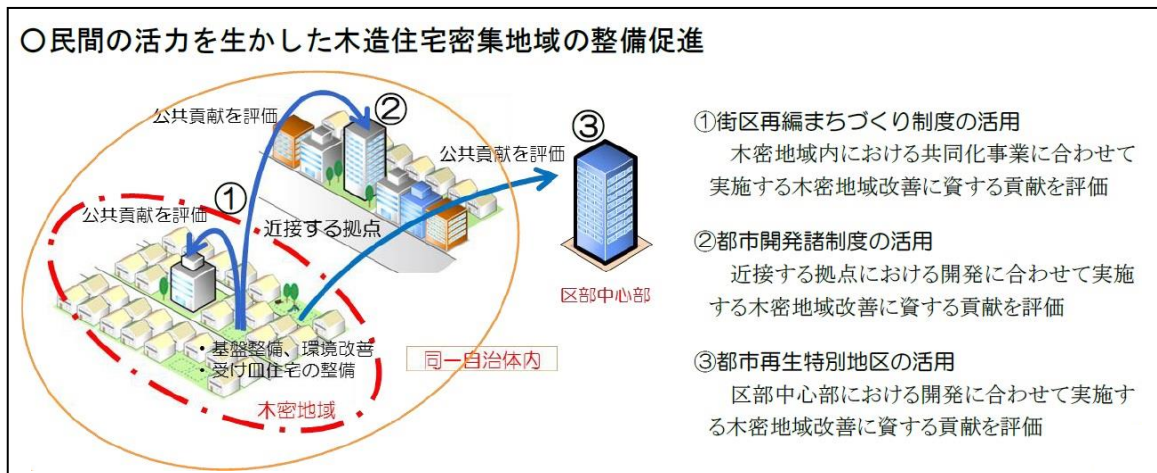 〇民間の活力を生かした木造住宅密集地域の整備促進
公共貢献を評価
②
公共貢献を評価
③
公共貢献を評価
①
近接する拠点
区部中心部
・基盤整備、環境改善
・受け皿住宅の整備
同一自治体内
木密地域
①街区再編まちづくり制度の活用
木密地域内における共同化事業に合わせて
実施する木密地域改善に資する貢献を評価
②都市開発諸制度の活用
近接する拠点における開発に合わせて実施
する木密地域改善に資する貢献を評価
③都市再生特別地区の活用
区部中心部における開発に合わせて実施す
る木密地域改善に資する貢献を評価